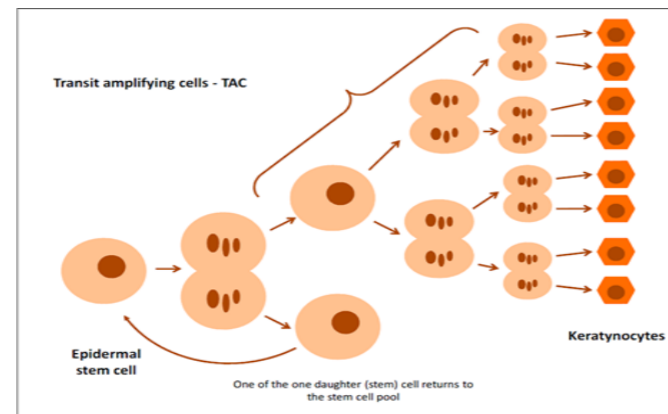 Transit amplifying cells - TAC
Epidermal
stem cell
Keratynocytes
One of the one daughter (stem) cell returns to
the stem cell pool